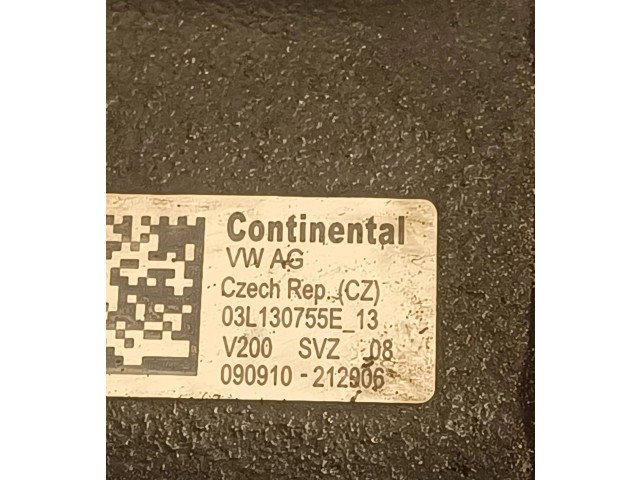 Continental
VW AG
Czech Rep. (CZ)
03L130755E_13
V200 SVZ 08
090910 - 212906